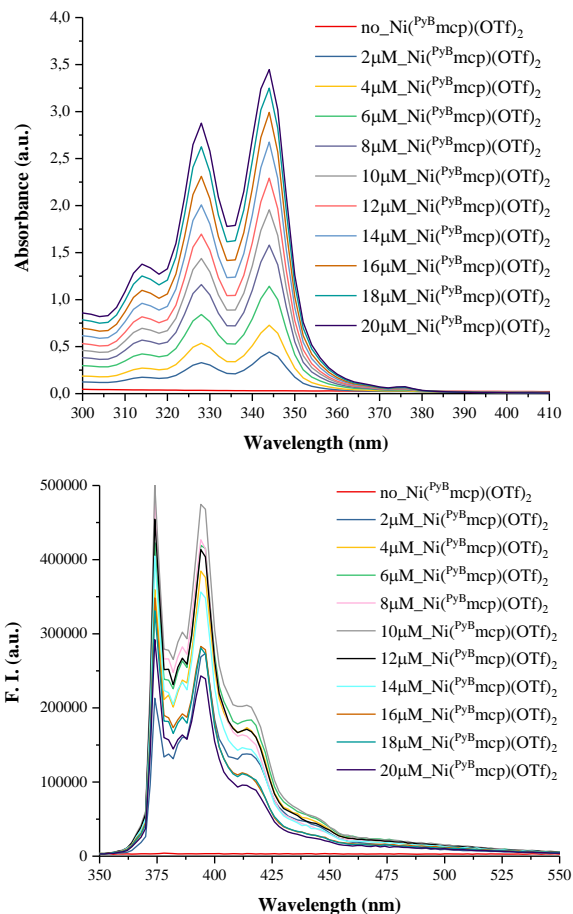 no_Ni(PyBmcp)(OTf)2
2μM_Ni(PyBmcp)(OTf)2
4μM_Ni(PyBmcp)(OTf)2
6μM_Ni(PyBmcp)(OTf)2
8μM_Ni(PyBmcp)(OTf)2
10μM_Ni(PyBmcp)(OTf)2
12μM_Ni(PyBmcp)(OTf)2
14μM_Ni(PyBmcp)(OTf)2
16μM_Ni(PyBmcp)(OTf)2
18μM_Ni(PyBmcp)(OTf)2
20μM_Ni(PyBmcp)(OTf)2
Absorbance (a.u.)
4,0
3,5
3,0
2,5
2,0
1,5
1,0
0,5
0,0
300 310 320 330 340 350 360 370 380 390 400 410
Wavelength (nm)
no_Ni(PyBmcp)(OTf)2
2μM_Ni(PyBmcp)(OTf)2
4μM_Ni(PyBmcp)(OTf)2
6μM_Ni(PyBmcp)(OTf)2
8μM_Ni(PyBmcp)(OTf)2
10μM_Ni(PyBmcp)(OTf)2
12μM_Ni(PyBmcp)(OTf)2
14μM_Ni(PyBmcp)(OTf)2
16μM_Ni(PyBmcp)(OTf)2
18μM_Ni(PyBmcp)(OTf)2
20μM_Ni(PyBmcp)(OTf)2
F. I. (a.u.)
500000
400000
300000
200000
100000
0
350 375 400 425 450 475 500 525 550
Wavelength (nm)